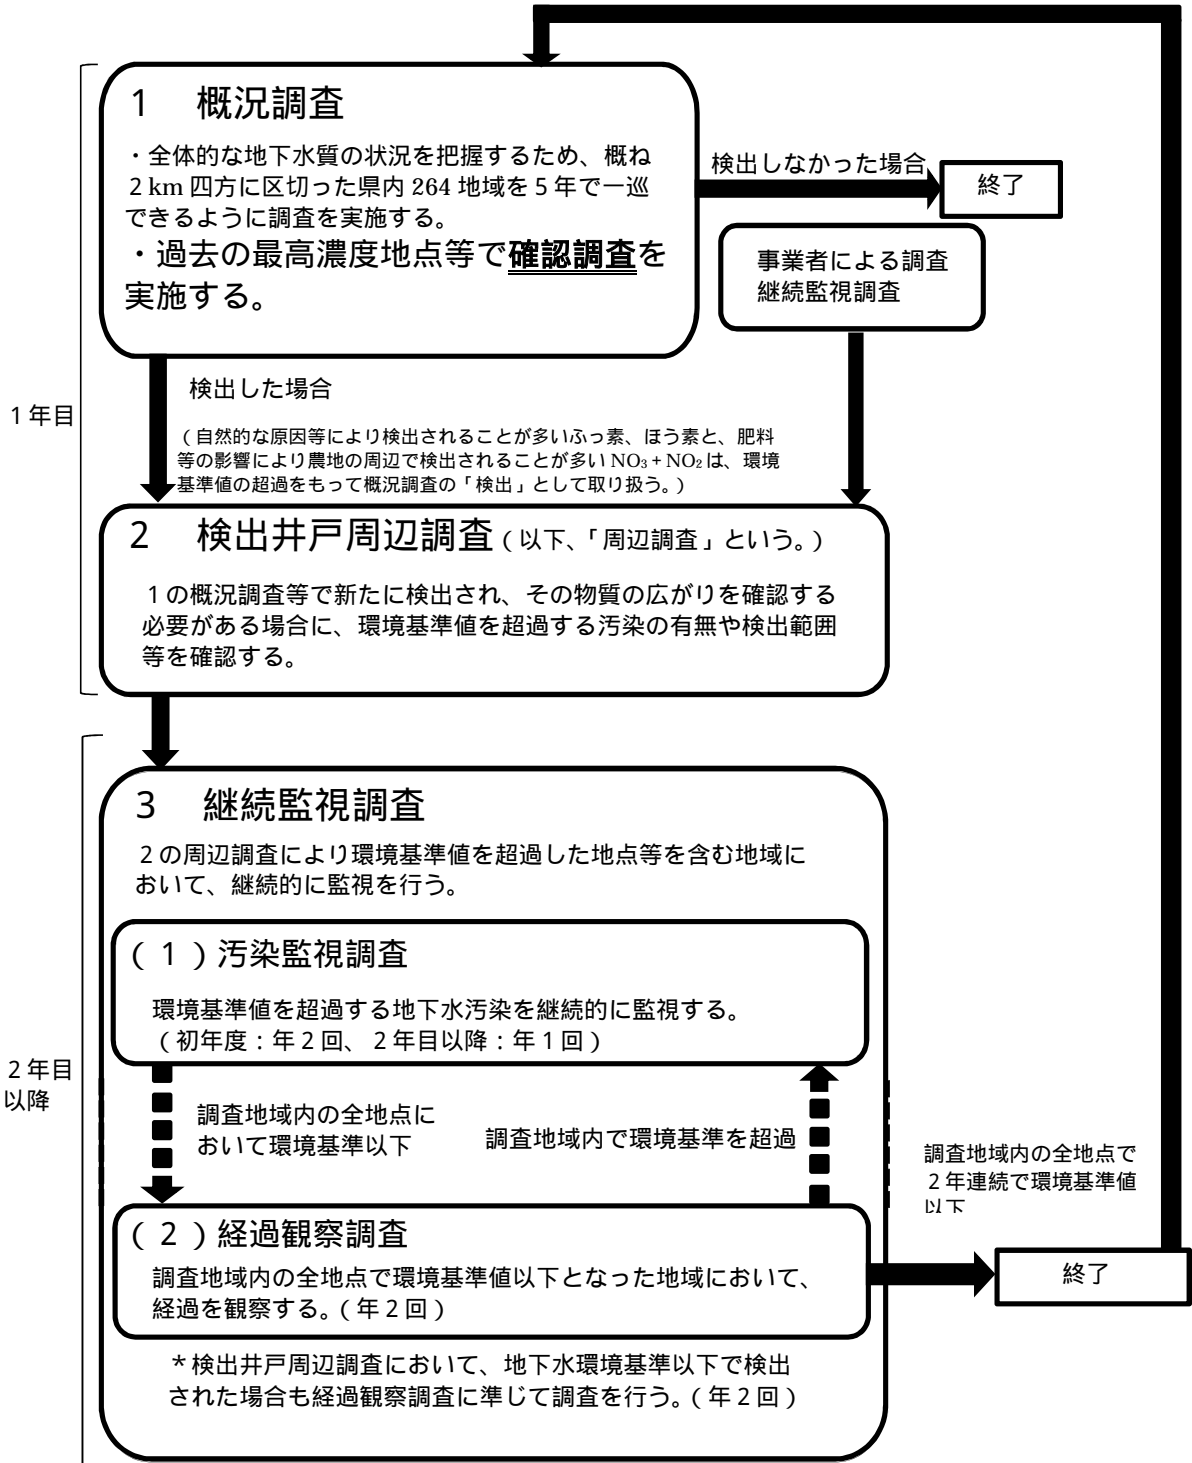 1　概況調査
・全体的な地下水質の状況を把握するため、概ね
２km 四方に区切った県内 264 地域を５年で一巡
できるように調査を実施する。
・過去の最高濃度地点等で確認調査を
実施する。
検出しなかった場合
終了
事業者による調査
継続監視調査
1年目
検出した場合
（自然的な原因等により検出されることが多いふっ素、ほう素と、肥料
等の影響により農地の周辺で検出されることが多い NO₃＋NO₂ は、環境
基準値の超過をもって概況調査の「検出」として取り扱う。）
2　検出井戸周辺調査（以下、「周辺調査」という。）
１の概況調査等で新たに検出され、その物質の広がりを確認する
必要がある場合に、環境基準値を超過する汚染の有無や検出範囲
等を確認する。
3　継続監視調査
２の周辺調査により環境基準値を超過した地点等を含む地域に
おいて、継続的に監視を行う。
（1）汚染監視調査
環境基準値を超過する地下水汚染を継続的に監視する。
（初年度：年２回、２年目以降：年１回）
2年目
以降
調査地域内の全地点に
おいて環境基準以下
調査地域内で環境基準を超過
調査地域内の全地点で
２年連続で環境基準値
以下
（2）経過観察調査
調査地域内の全地点で環境基準値以下となった地域において、
経過を観察する。（年２回）
終了
＊検出井戸周辺調査において、地下水環境基準以下で検出
された場合も経過観察調査に準じて調査を行う。（年２回）